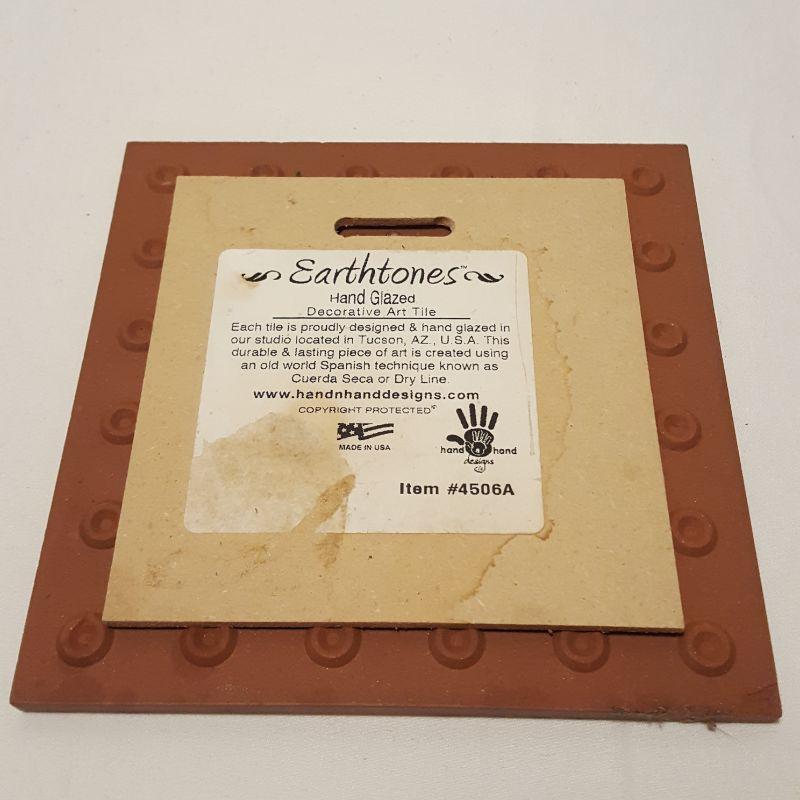 Earthtones™
Hand Glazed
Decorative Art Tile
Each tile is proudly designed & hand glazed in
our studio located in Tucson, AZ., U.S.A. This
durable & lasting piece of art is created using
an old world Spanish technique known as
Cuerda Seca or Dry Line.
www.handnhanddesigns.com
COPYRIGHT PROTECTED©
MADE IN USA
hand n hand
designs
Item #4506A